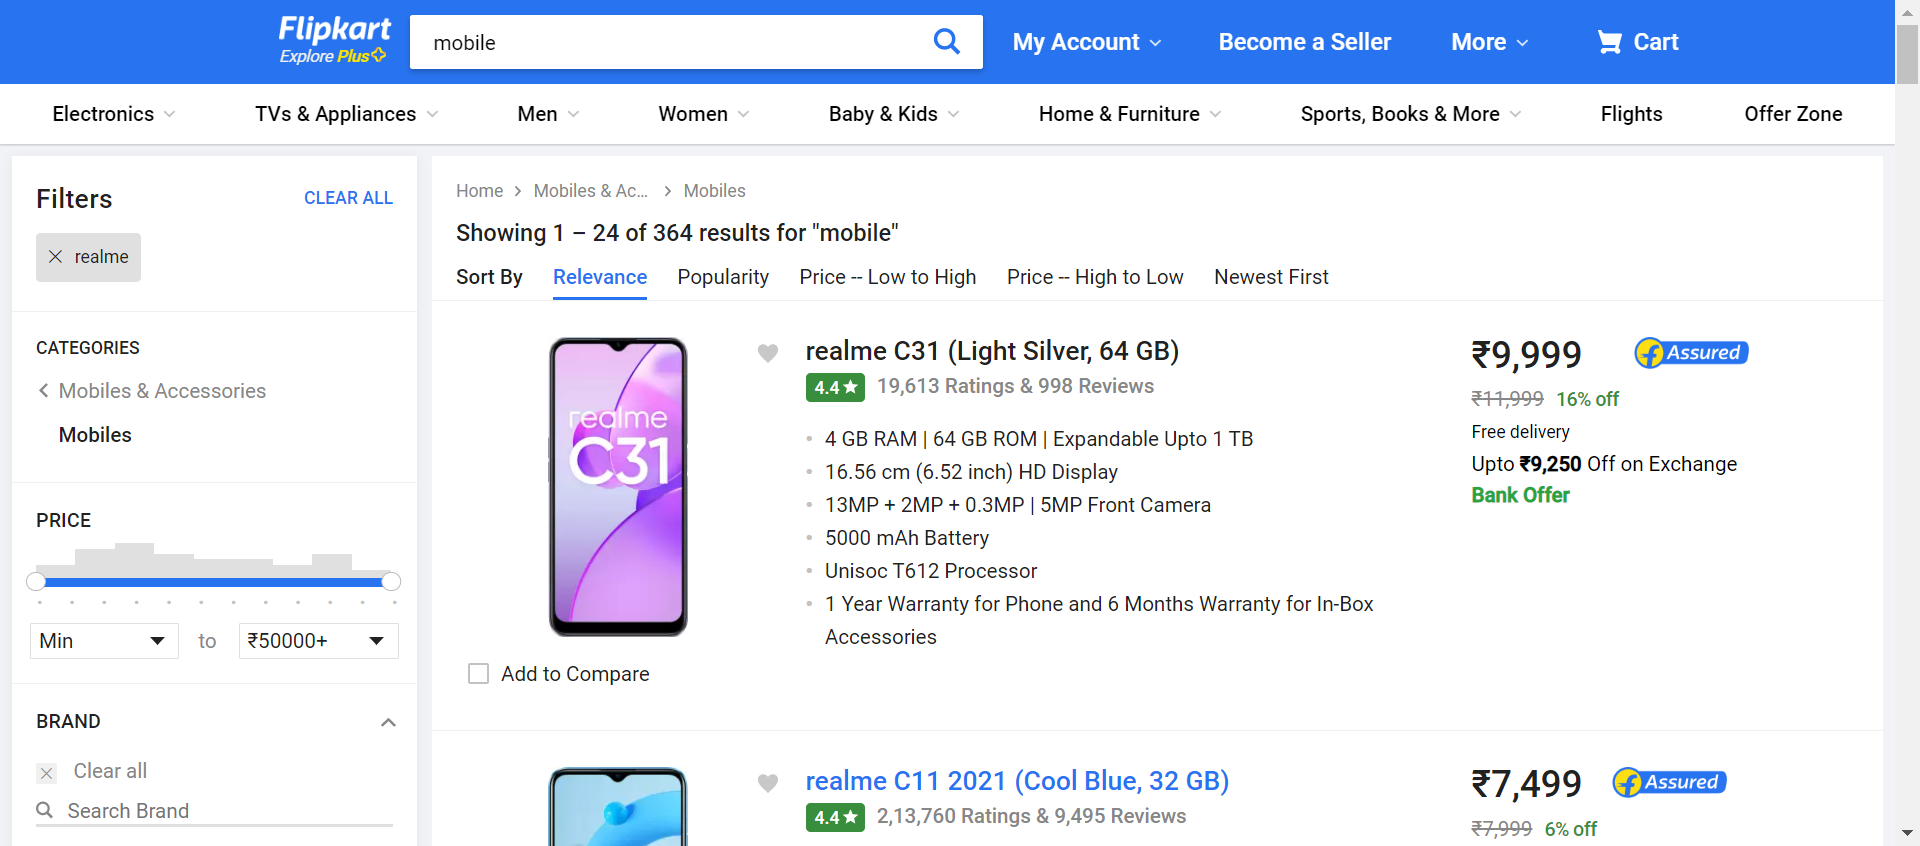 Flipkart
Explore Plus
mobile
My Account
Become a Seller
More
Cart
Electronics
TVs & Appliances
Men
Women
Baby & Kids
Home & Furniture
Sports, Books & More
Flights
Offer Zone
Filters
CLEAR ALL
realme
CATEGORIES
Mobiles & Accessories
Mobiles
PRICE
Min
to
₹50000+
BRAND
Clear all
Search Brand
Home
Mobiles & Ac...
Mobiles
Showing 1 – 24 of 364 results for "mobile"
Sort By
Relevance
Popularity
Price -- Low to High
Price -- High to Low
Newest First
realme
C31
Add to Compare
realme C31 (Light Silver, 64 GB)
4.4
19,613 Ratings & 998 Reviews
4 GB RAM | 64 GB ROM | Expandable Upto 1 TB
16.56 cm (6.52 inch) HD Display
13MP + 2MP + 0.3MP | 5MP Front Camera
5000 mAh Battery
Unisoc T612 Processor
1 Year Warranty for Phone and 6 Months Warranty for In-Box
Accessories
₹9,999
Assured
₹11,999 16% off
Free delivery
Upto ₹9,250 Off on Exchange
Bank Offer
realme C11 2021 (Cool Blue, 32 GB)
4.4
2,13,760 Ratings & 9,495 Reviews
₹7,499
Assured
₹7,999 6% off